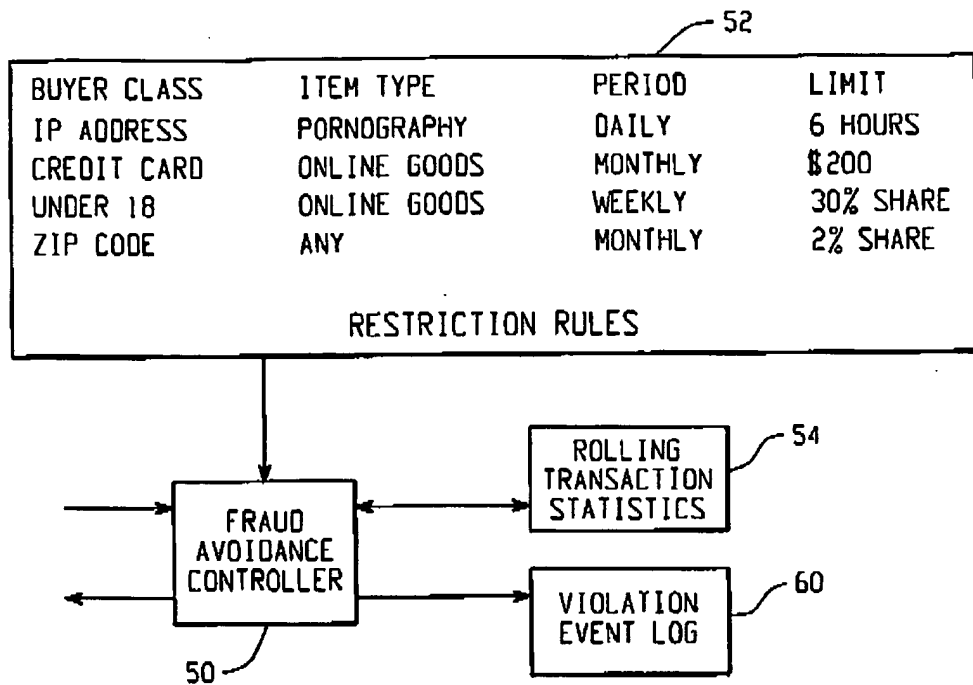 52
BUYER CLASS ITEM TYPE PERIOD LIMIT
IP ADDRESS PORNOGRAPHY DAILY 6 HOURS
CREDIT CARD ONLINE GOODS MONTHLY $200
UNDER 18 ONLINE GOODS WEEKLY 30% SHARE
ZIP CODE ANY MONTHLY 2% SHARE
RESTRICTION RULES
54
ROLLING
TRANSACTION
STATISTICS
FRAUD
AVOIDANCE
CONTROLLER
60
VIOLATION
EVENT LOG
50